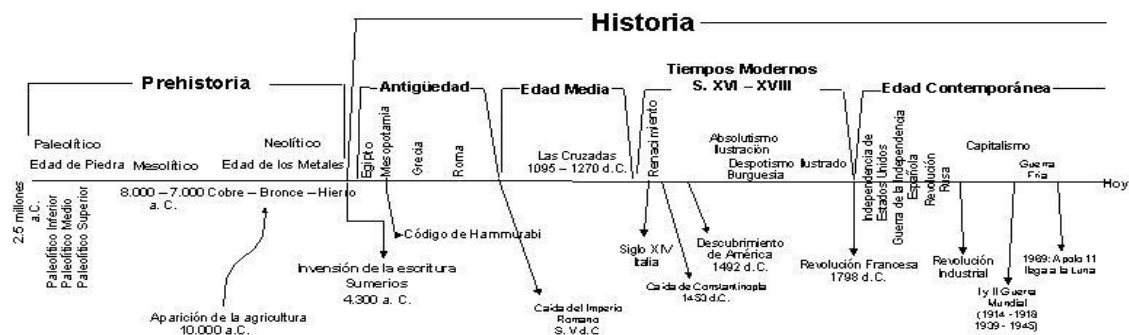 Historia
Prehistoria
Antigüedad
Edad Media
Tiempos Modernos
S. XVI – XVIII
Edad Contemporánea
Paleolítico
Edad de Piedra
Mesolítico
Neolítico
Edad de los Metales
Egipto
Mesopotamia
Grecia
Roma
Las Cruzadas
1095 – 1270 d.C.
Renacimiento
Absolutismo
Ilustración
Despotismo Ilustrado
Burguesía
Independencia de
Estados Unidos
Guerra de la Independencia
Española
Revolución
Rusa
Capitalismo
Guerra
Fría
Hoy
2.5 millones
a.C.
Paleolítico Inferior
Paleolítico Medio
Paleolítico Superior
8.000 – 7.000
a. C.
Cobre – Bronce – Hierro
Código de Hammurabi
Invensión de la escritura
Sumerios
4.300 a. C.
Aparición de la agricultura
10.000 a.C.
Caída del Imperio
Romano
S. V d.C
Siglo XIV
Italia
Caída de Constantinopla
1453 d.C.
Descubrimiento
de América
1492 d.C.
Revolución Francesa
1798 d.C.
Revolución
Industrial
I y II Guerra
Mundial
(1914 - 1918
1939 - 1945)
1969: Apolo 11
llega a la Luna